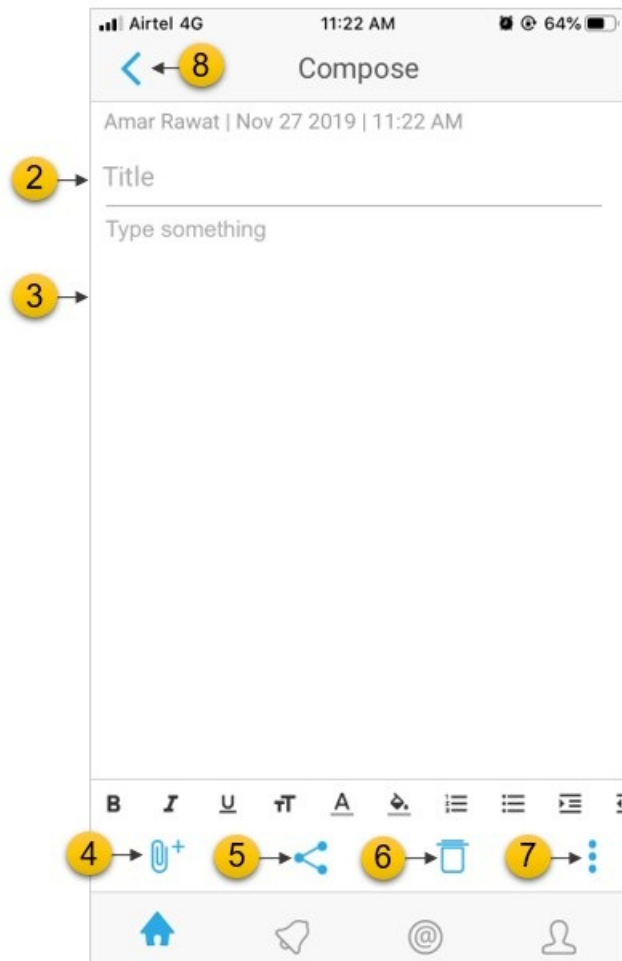 Airtel 4G 11:22 AM 64%
8 Compose
Amar Rawat | Nov 27 2019 | 11:22 AM
2 Title
Type something
3
B I U TT A
4 5 6 7
@